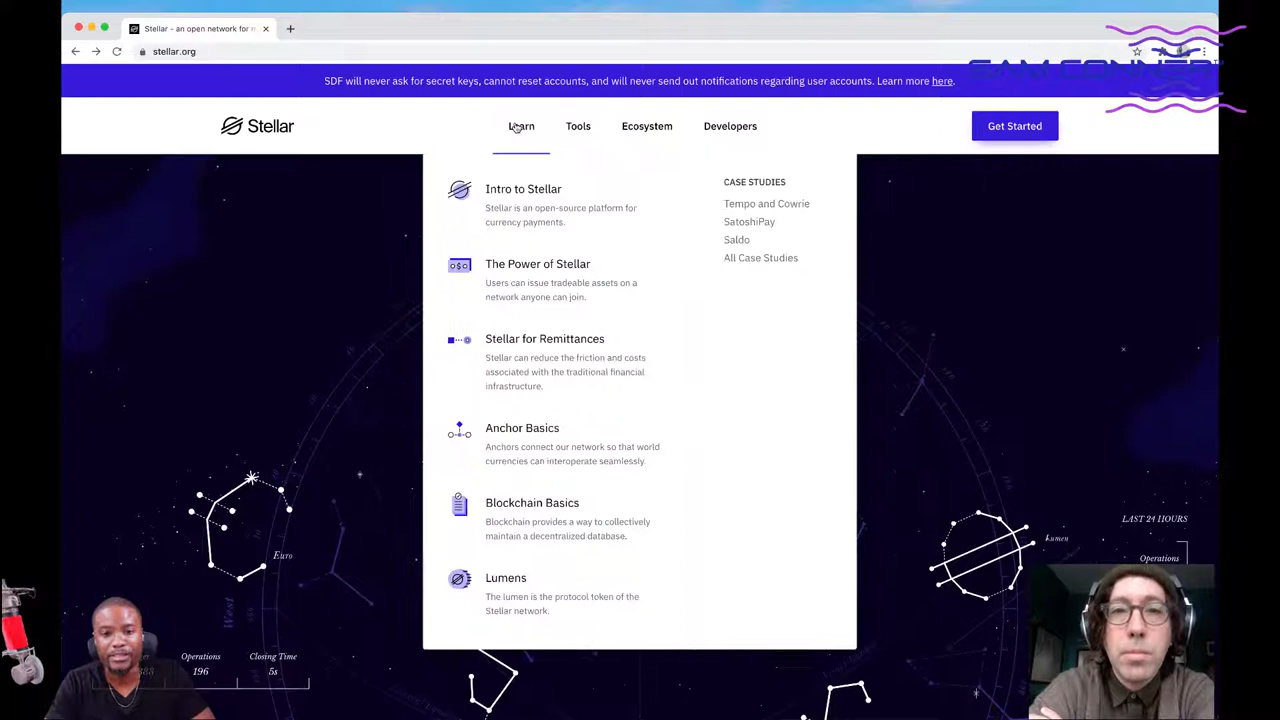 Stellar - an open network for m
stellar.org
SAM CONNER
SDF will never ask for secret keys, cannot reset accounts, and will never send out notifications regarding user accounts. Learn more here.
Stellar
Learn
Tools
Ecosystem
Developers
Get Started
Intro to Stellar
Stellar is an open-source platform for
currency payments.
The Power of Stellar
Users can issue tradeable assets on a
network anyone can join.
Stellar for Remittances
Stellar can reduce the friction and costs
associated with the traditional financial
infrastructure.
Anchor Basics
Anchors connect our network so that world
currencies can interoperate seamlessly.
Blockchain Basics
Blockchain provides a way to collectively
maintain a decentralized database.
Lumens
The lumen is the protocol token of the
Stellar network.
CASE STUDIES
Tempo and Cowrie
SatoshiPay
Saldo
All Case Studies
Euro
West
Operations
196
Closing Time
5s
LAST 24 HOURS
Lumen
Operations